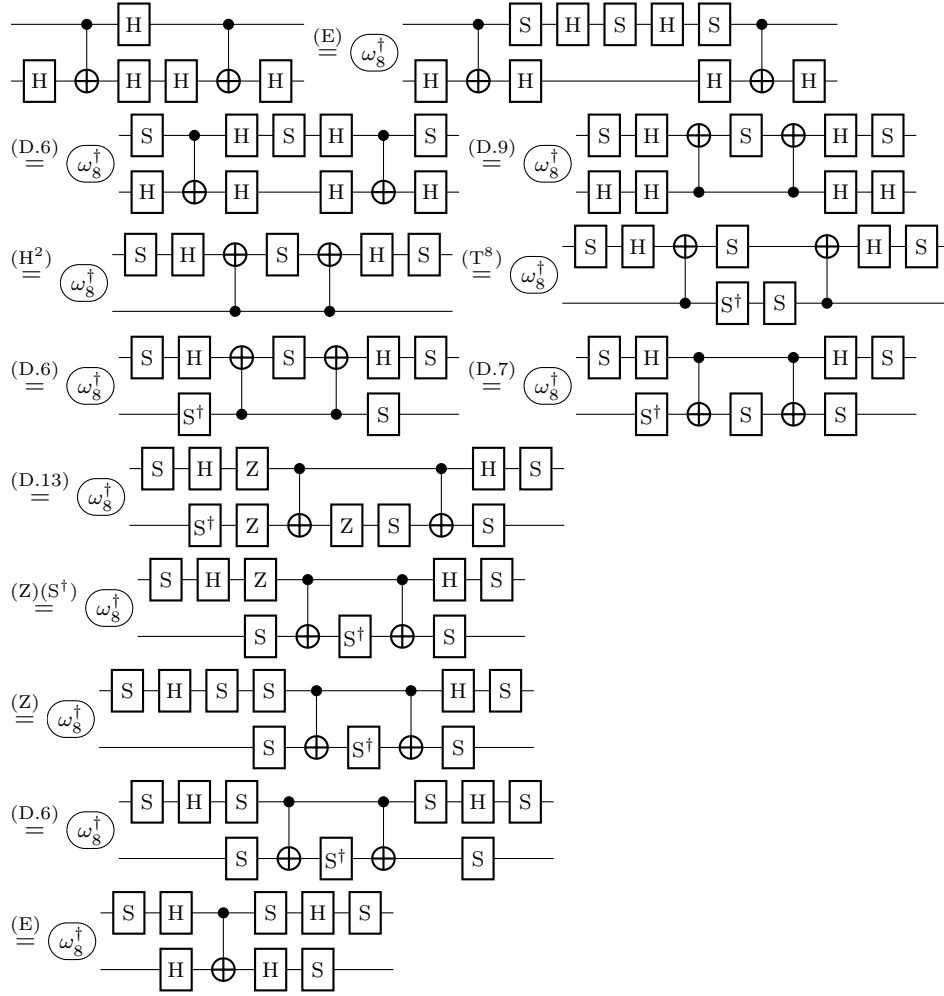 H (E) S H S H S
H H H H = ω₈† H H H H
(D.6) S H S H S (D.9) S H S H S
= ω₈† H H H H = ω₈† H H H H
(H²) S H S H S (T⁸) S H S H S
= ω₈† = ω₈† S† S
(D.6) S H S H S (D.7) S H H S
= ω₈† S† S = ω₈† S† S S
(D.13) S H Z H S
= ω₈† S† Z Z S S
(Z)(S†) S H Z H S
= ω₈† S S† S
(Z) S H S S H S
= ω₈† S S† S
(D.6) S H S S H S
= ω₈† S S† S
(E) S H S H S
= ω₈† H H S